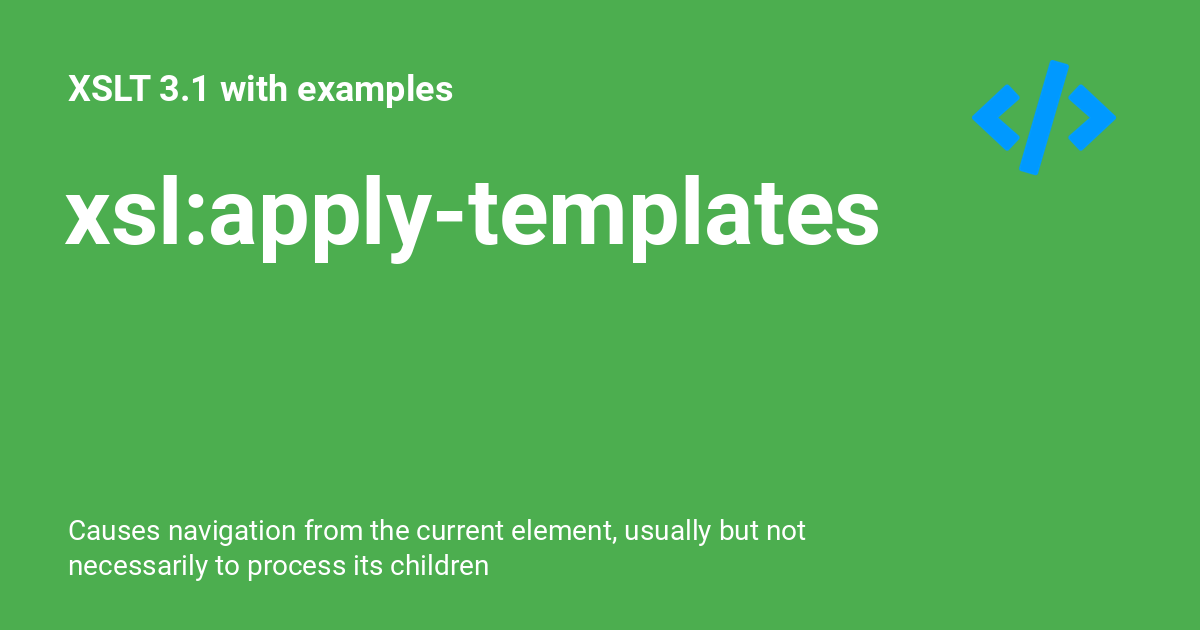 XSLT 3.1 with examples
xsl:apply-templates
Causes navigation from the current element, usually but not
necessarily to process its children